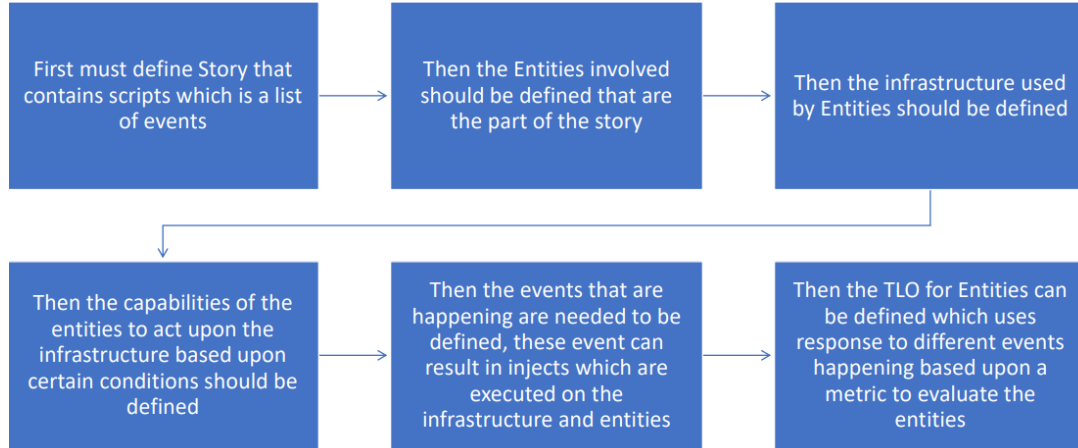 First must define Story that
contains scripts which is a list
of events
Then the Entities involved
should be defined that are
the part of the story
Then the infrastructure used
by Entities should be defined
Then the capabilities of the
entities to act upon the
infrastructure based upon
certain conditions should be
defined
Then the events that are
happening are needed to be
defined, these event can
result in injects which are
executed on the
infrastructure and entities
Then the TLO for Entities can
be defined which uses
response to different events
happening based upon a
metric to evaluate the
entities